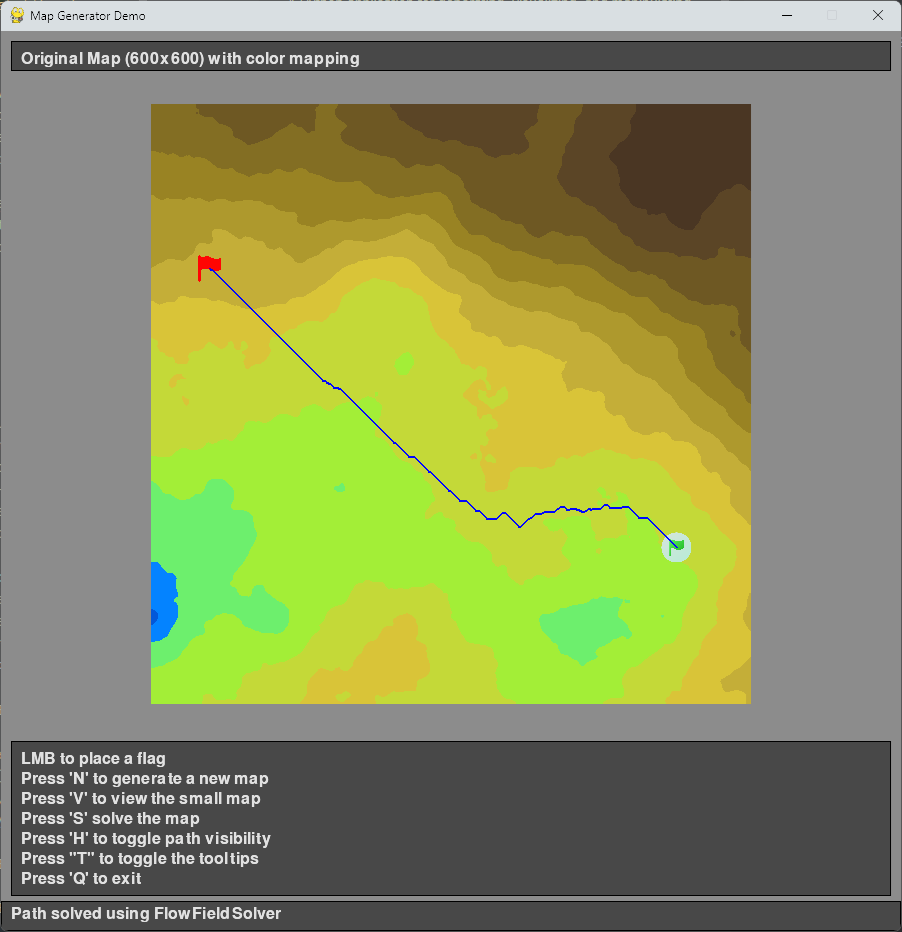 Map Generator Demo
Original Map (600x600) with color mapping
LMB to place a flag
Press 'N' to generate a new map
Press 'V' to view the small map
Press 'S' solve the map
Press 'H' to toggle path visibility
Press "T" to toggle the tooltips
Press 'Q' to exit
Path solved using FlowFieldSolver